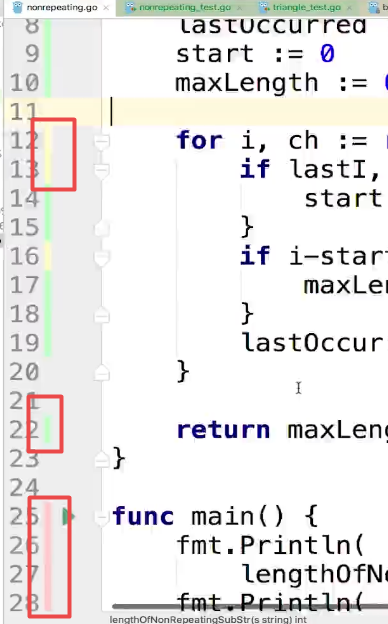 nonrepeating.go × nonrepeating_test.go × triangle_test.go × b
8 lastOccurred
9 start := 0
10 maxLength := 0
11
12 for i, ch := r
13 if lastI,
14 start
15 }
16 if i-start
17 maxLen
18 }
19 lastOccur
20 }
21
22 return maxLeng
23 }
24
25 func main() {
26 fmt.Println(
27 lengthOfNo
28 fmt.Println(
lengthOfNonRepeatingSubStr(s string) int